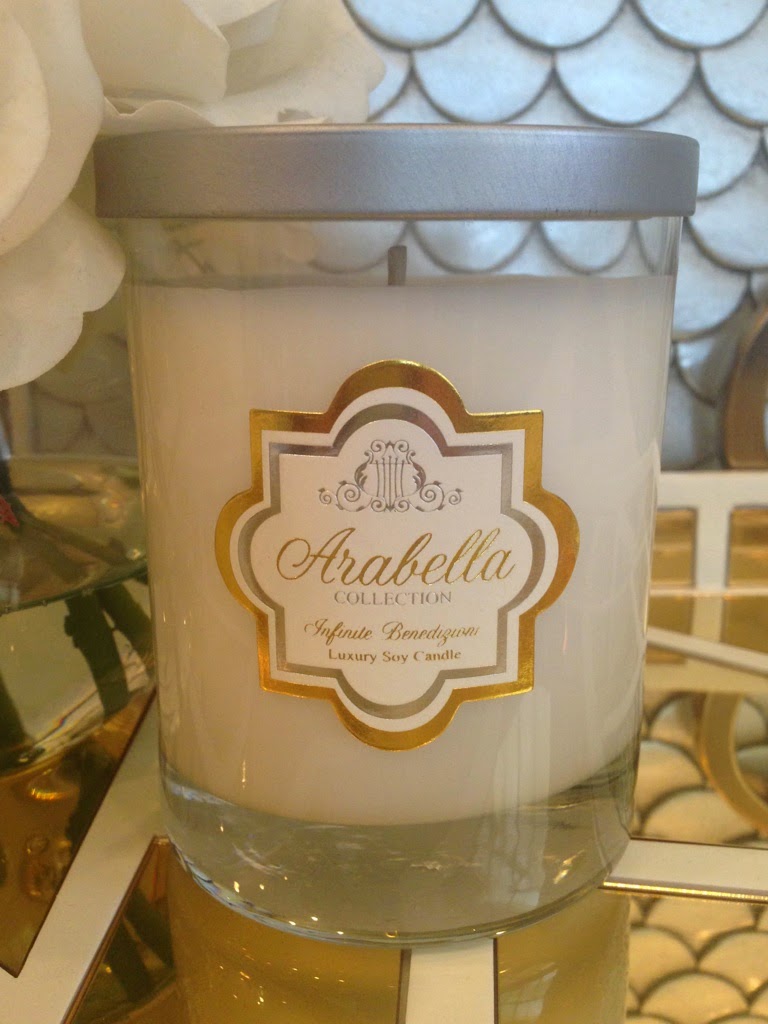 Arabella
COLLECTION
Infinite Benedizioni
Luxury Soy Candle